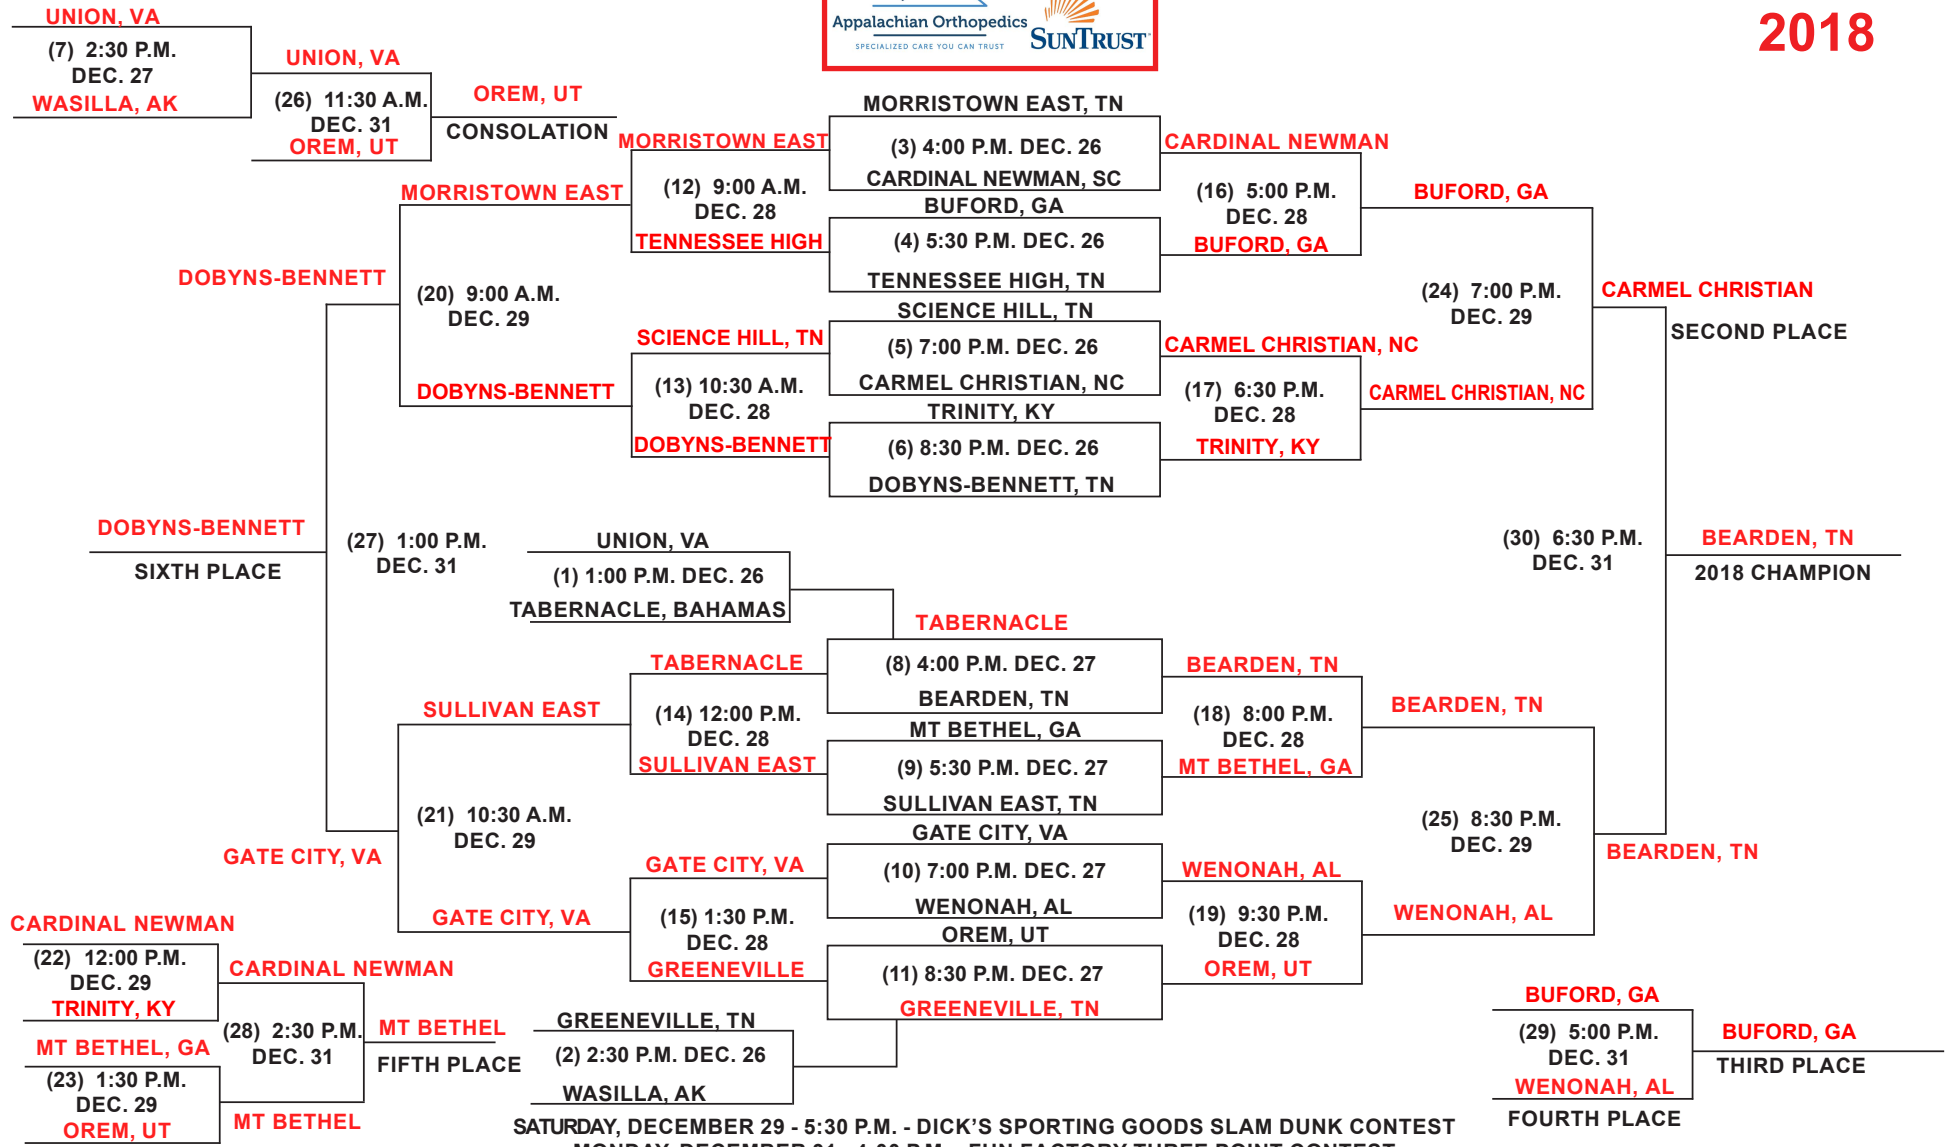 2018
Appalachian Orthopedics
SPECIALIZED CARE YOU CAN TRUST
SUNTRUST
UNION, VA
(7) 2:30 P.M.
DEC. 27
WASILLA, AK
UNION, VA
(26) 11:30 A.M.
DEC. 31
OREM, UT
OREM, UT
CONSOLATION
MORRISTOWN EAST, TN
(3) 4:00 P.M. DEC. 26
CARDINAL NEWMAN, SC
BUFORD, GA
(4) 5:30 P.M. DEC. 26
TENNESSEE HIGH, TN
SCIENCE HILL, TN
(5) 7:00 P.M. DEC. 26
CARMEL CHRISTIAN, NC
TRINITY, KY
(6) 8:30 P.M. DEC. 26
DOBYNS-BENNETT, TN
MORRISTOWN EAST
(12) 9:00 A.M.
DEC. 28
TENNESSEE HIGH
SCIENCE HILL, TN
(13) 10:30 A.M.
DEC. 28
DOBYNS-BENNETT
MORRISTOWN EAST
(20) 9:00 A.M.
DEC. 29
DOBYNS-BENNETT
DOBYNS-BENNETT
CARDINAL NEWMAN
(16) 5:00 P.M.
DEC. 28
BUFORD, GA
CARMEL CHRISTIAN, NC
(17) 6:30 P.M.
DEC. 28
TRINITY, KY
BUFORD, GA
(24) 7:00 P.M.
DEC. 29
CARMEL CHRISTIAN, NC
CARMEL CHRISTIAN
SECOND PLACE
DOBYNS-BENNETT
SIXTH PLACE
(27) 1:00 P.M.
DEC. 31
UNION, VA
(1) 1:00 P.M. DEC. 26
TABERNACLE, BAHAMAS
(30) 6:30 P.M.
DEC. 31
BEARDEN, TN
2018 CHAMPION
TABERNACLE
(8) 4:00 P.M. DEC. 27
BEARDEN, TN
MT BETHEL, GA
(9) 5:30 P.M. DEC. 27
SULLIVAN EAST, TN
GATE CITY, VA
(10) 7:00 P.M. DEC. 27
WENONAH, AL
OREM, UT
(11) 8:30 P.M. DEC. 27
GREENEVILLE, TN
TABERNACLE
(14) 12:00 P.M.
DEC. 28
SULLIVAN EAST
GATE CITY, VA
(15) 1:30 P.M.
DEC. 28
GREENEVILLE
SULLIVAN EAST
(21) 10:30 A.M.
DEC. 29
GATE CITY, VA
GATE CITY, VA
BEARDEN, TN
(18) 8:00 P.M.
DEC. 28
MT BETHEL, GA
WENONAH, AL
(19) 9:30 P.M.
DEC. 28
OREM, UT
BEARDEN, TN
(25) 8:30 P.M.
DEC. 29
WENONAH, AL
BEARDEN, TN
CARDINAL NEWMAN
(22) 12:00 P.M.
DEC. 29
TRINITY, KY
MT BETHEL, GA
(23) 1:30 P.M.
DEC. 29
OREM, UT
CARDINAL NEWMAN
(28) 2:30 P.M.
DEC. 31
MT BETHEL
MT BETHEL
FIFTH PLACE
GREENEVILLE, TN
(2) 2:30 P.M. DEC. 26
WASILLA, AK
BUFORD, GA
(29) 5:00 P.M.
DEC. 31
WENONAH, AL
FOURTH PLACE
BUFORD, GA
THIRD PLACE
SATURDAY, DECEMBER 29 - 5:30 P.M. - DICK'S SPORTING GOODS SLAM DUNK CONTEST